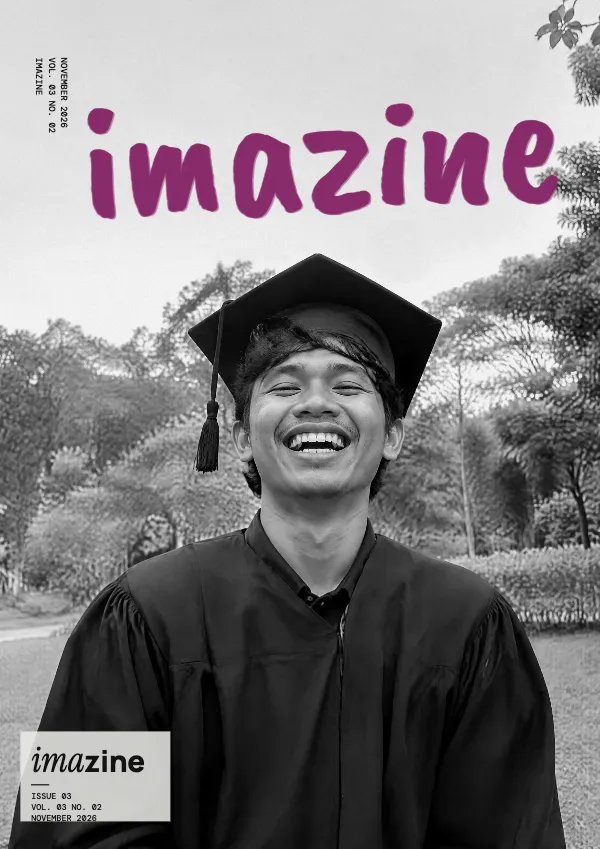 NOVEMBER 2026
VOL. 03 NO. 02
IMAZINE
imazine
imazine
ISSUE 03
VOL. 03 NO. 02
NOVEMBER 2026